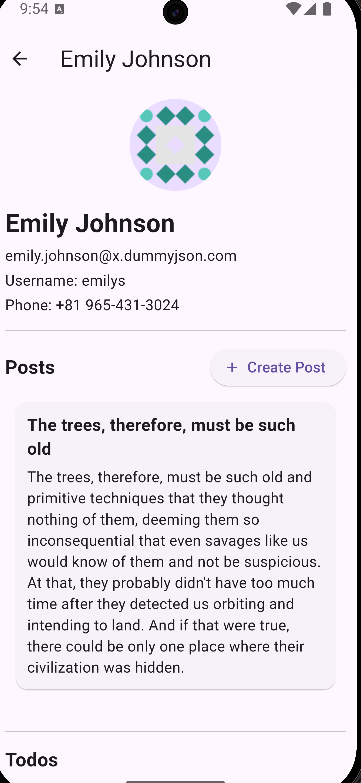 9:54 A
Emily Johnson
Emily Johnson
emily.johnson@x.dummyjson.com
Username: emilys
Phone: +81 965-431-3024
Posts
+ Create Post
The trees, therefore, must be such
old
The trees, therefore, must be such old and
primitive techniques that they thought
nothing of them, deeming them so
inconsequential that even savages like us
would know of them and not be suspicious.
At that, they probably didn't have too much
time after they detected us orbiting and
intending to land. And if that were true,
there could be only one place where their
civilization was hidden.
Todos